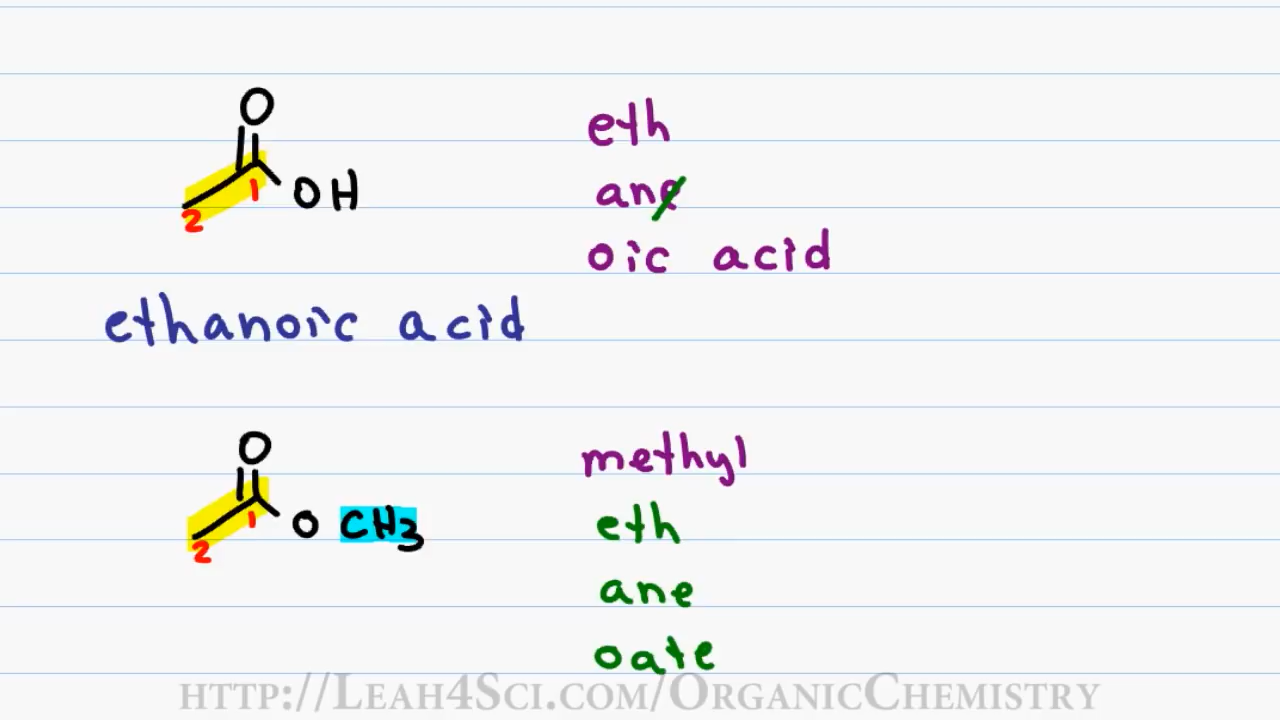 O
eth
1
OH
ane
2
oic acid
ethanoic acid
O
methyl
1
O CH3
eth
2
ane
oate
HTTP://LEAH4SCI.COM/ORGANICCHEMISTRY